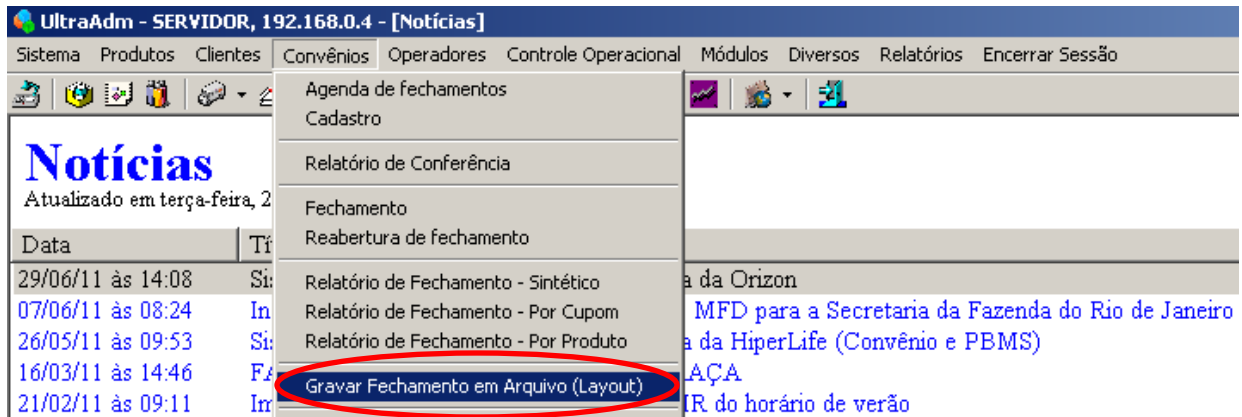 UltraAdm - SERVIDOR, 192.168.0.4 - [Notícias]
Sistema Produtos Clientes Convênios Operadores Controle Operacional Módulos Diversos Relatórios Encerrar Sessão
Agenda de fechamentos
Cadastro
Relatório de Conferência
Fechamento
Reabertura de fechamento
Relatório de Fechamento - Sintético
Relatório de Fechamento - Por Cupom
Relatório de Fechamento - Por Produto
Gravar Fechamento em Arquivo (Layout)
Notícias
Atualizado em terça-feira, 2
Data
29/06/11 às 14:08 da Orizon
07/06/11 às 08:24 In MFD para a Secretaria da Fazenda do Rio de Janeiro
26/05/11 às 09:53 da HiperLife (Convênio e PBMS)
16/03/11 às 14:46
21/02/11 às 09:11 do horário de verão